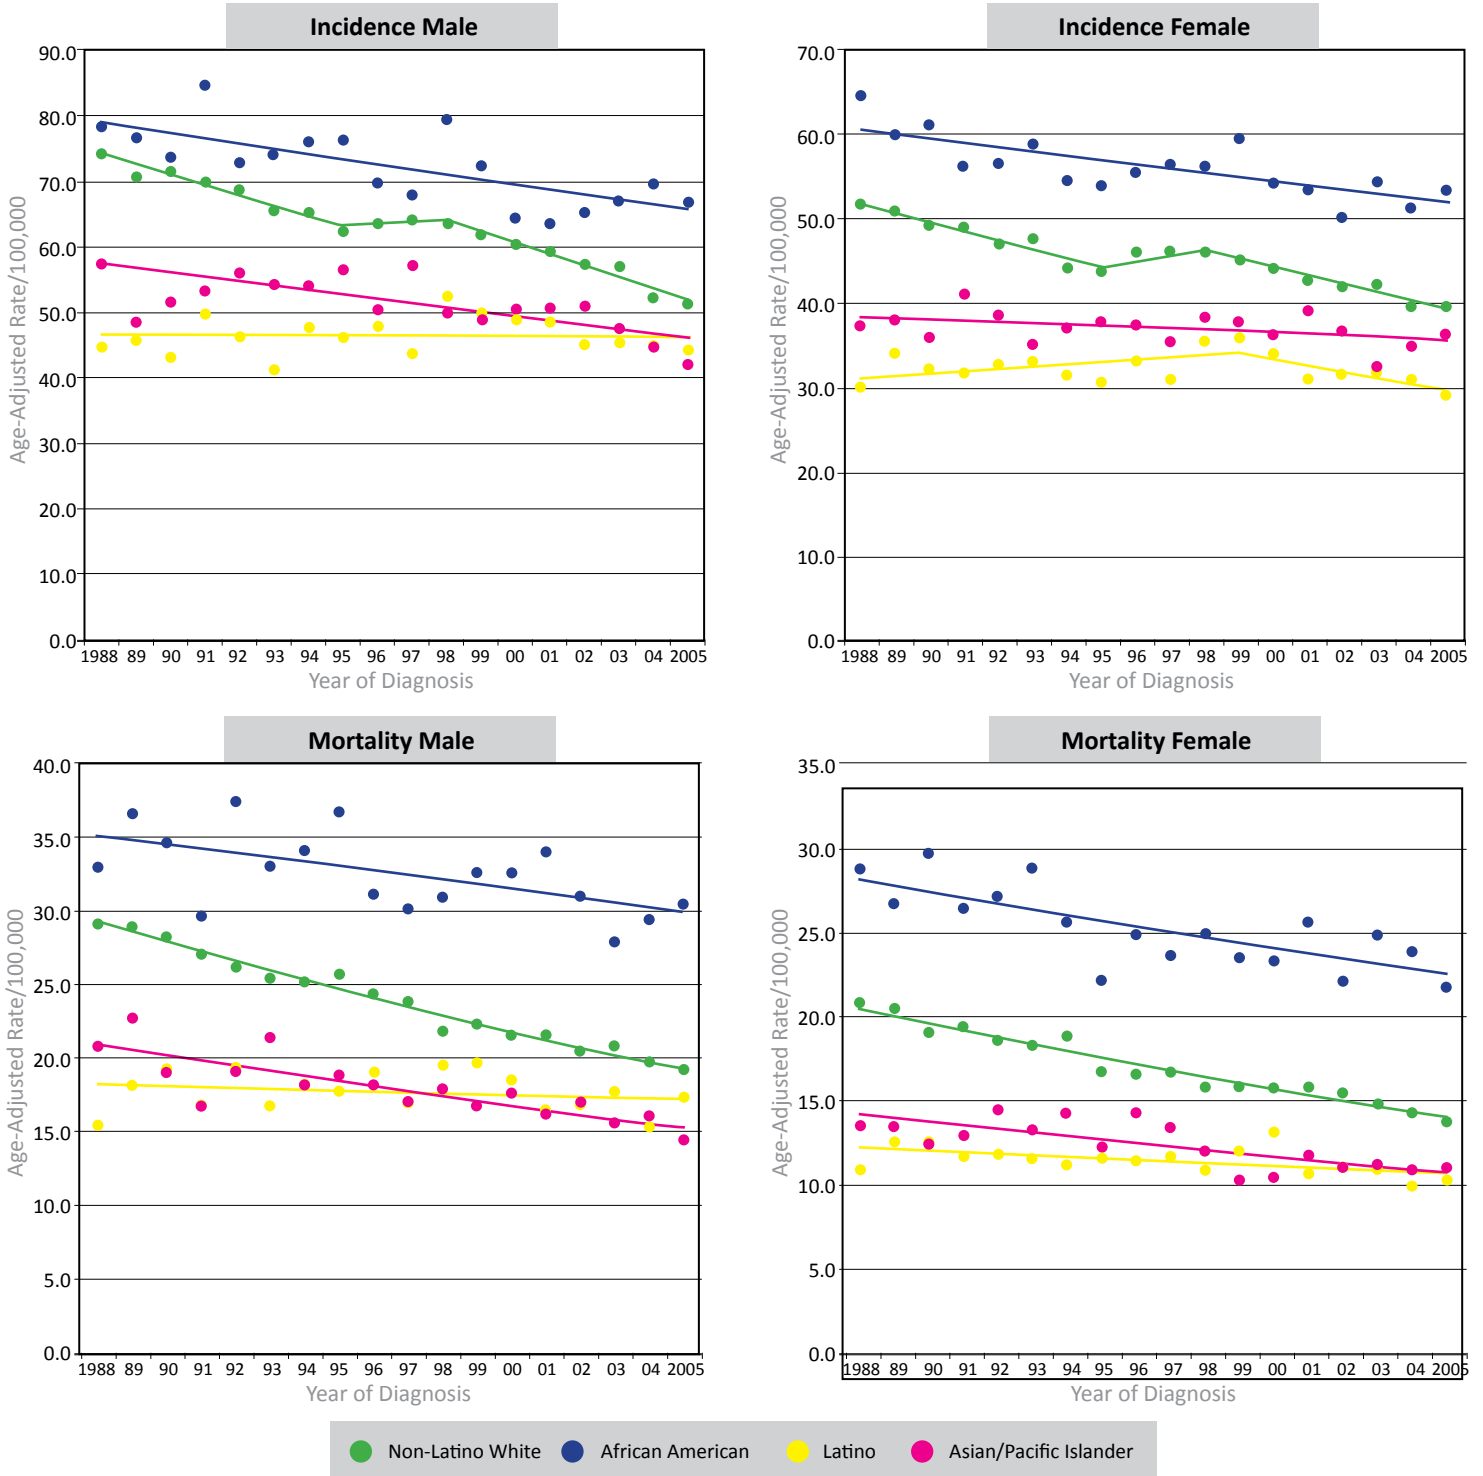 Incidence Male
90.0
80.0
70.0
60.0
50.0
40.0
30.0
20.0
10.0
0.0
Age-Adjusted Rate/100,000
1988 89 90 91 92 93 94 95 96 97 98 99 00 01 02 03 04 2005
Year of Diagnosis
Incidence Female
70.0
60.0
50.0
40.0
30.0
20.0
10.0
0.0
Age-Adjusted Rate/100,000
1988 89 90 91 92 93 94 95 96 97 98 99 00 01 02 03 04 2005
Year of Diagnosis
Mortality Male
40.0
35.0
30.0
25.0
20.0
15.0
10.0
5.0
0.0
Age-Adjusted Rate/100,000
1988 89 90 91 92 93 94 95 96 97 98 99 00 01 02 03 04 2005
Year of Diagnosis
Mortality Female
35.0
30.0
25.0
20.0
15.0
10.0
5.0
0.0
Age-Adjusted Rate/100,000
1988 89 90 91 92 93 94 95 96 97 98 99 00 01 02 03 04 2005
Year of Diagnosis
Non-Latino White African American Latino Asian/Pacific Islander